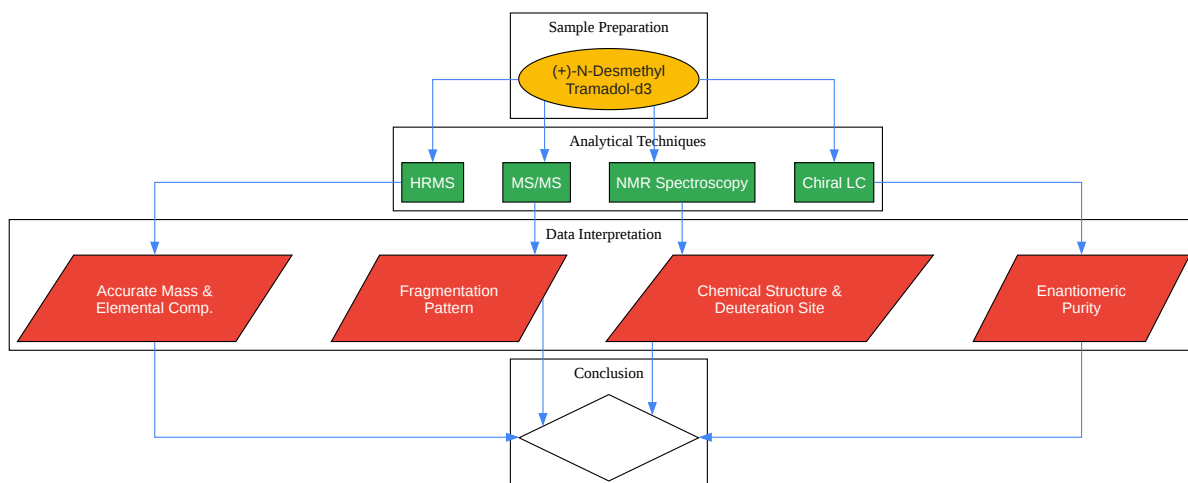 Sample Preparation
(+)-N-Desmethyl
Tramadol-d3
Analytical Techniques
HRMS
MS/MS
NMR Spectroscopy
Chiral LC
Data Interpretation
Accurate Mass &
Elemental Comp.
Fragmentation
Pattern
Chemical Structure &
Deuteration Site
Enantiomeric
Purity
Conclusion